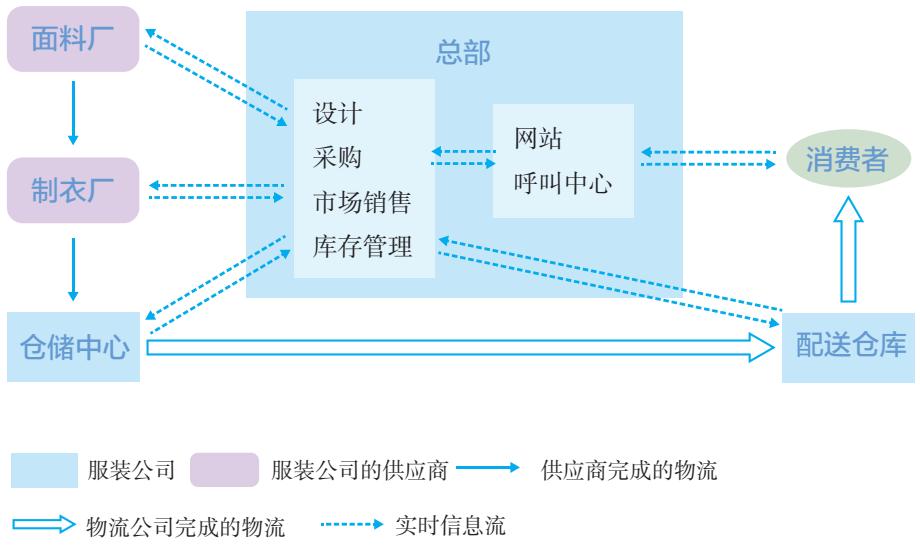 面料厂
总部
设计
采购
市场销售
库存管理
网站
呼叫中心
消费者
制衣厂
仓储中心
配送仓库
服装公司
服装公司的供应商
供应商完成的物流
物流公司完成的物流
实时信息流